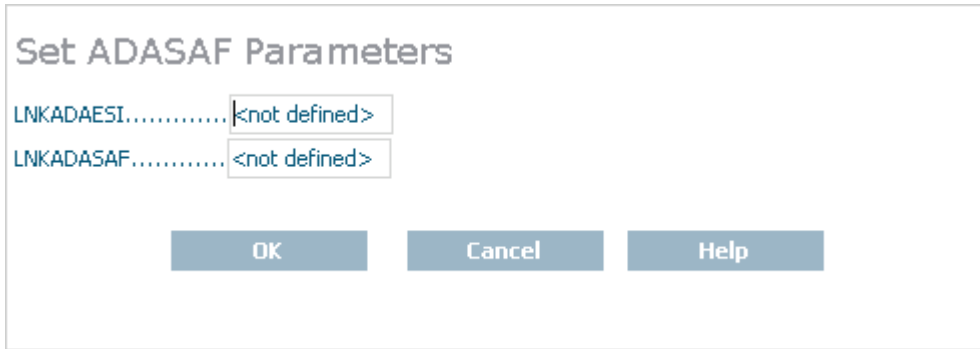 Set ADASAF Parameters
LNKADAESI............. <not defined>
LNKADASAF............ <not defined>
OK Cancel Help